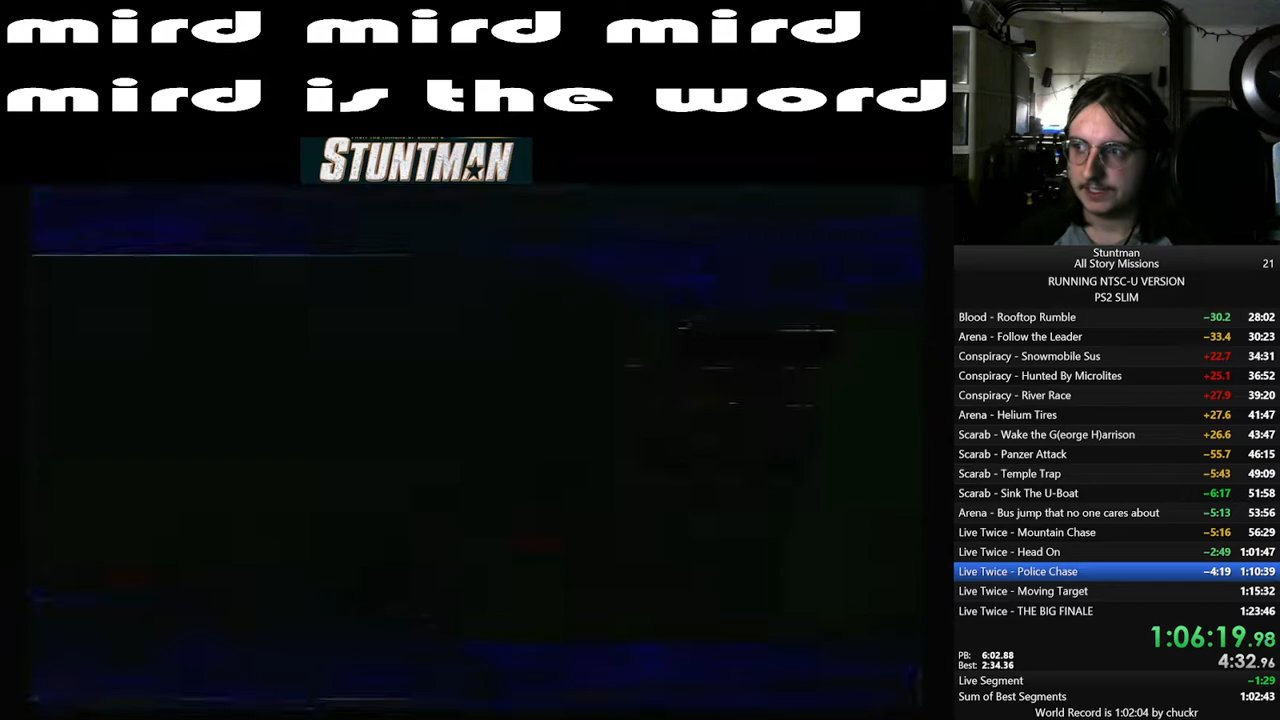 mird mird mird
mird is the word
STUNTMAN
Stuntman
All Story Missions 21
RUNNING NTSC-U VERSION
PS2 SLIM
Blood - Rooftop Rumble −30.2 28:02
Arena - Follow the Leader −33.4 30:23
Conspiracy - Snowmobile Sus +22.7 34:31
Conspiracy - Hunted By Microlites +25.1 36:52
Conspiracy - River Race +27.9 39:20
Arena - Helium Tires +27.6 41:47
Scarab - Wake the G(eorge H)arrison +26.6 43:47
Scarab - Panzer Attack −55.7 46:15
Scarab - Temple Trap −5:43 49:09
Scarab - Sink The U-Boat −6:17 51:58
Arena - Bus jump that no one cares about −5:13 53:56
Live Twice - Mountain Chase −5:16 56:29
Live Twice - Head On −2:49 1:01:47
Live Twice - Police Chase −4:19 1:10:39
Live Twice - Moving Target 1:15:32
Live Twice - THE BIG FINALE 1:23:46
1:06:19.98
PB: 6:02.88
Best: 2:34.36
4:32.96
Live Segment −1:29
Sum of Best Segments 1:02:43
World Record is 1:02:04 by chuckr